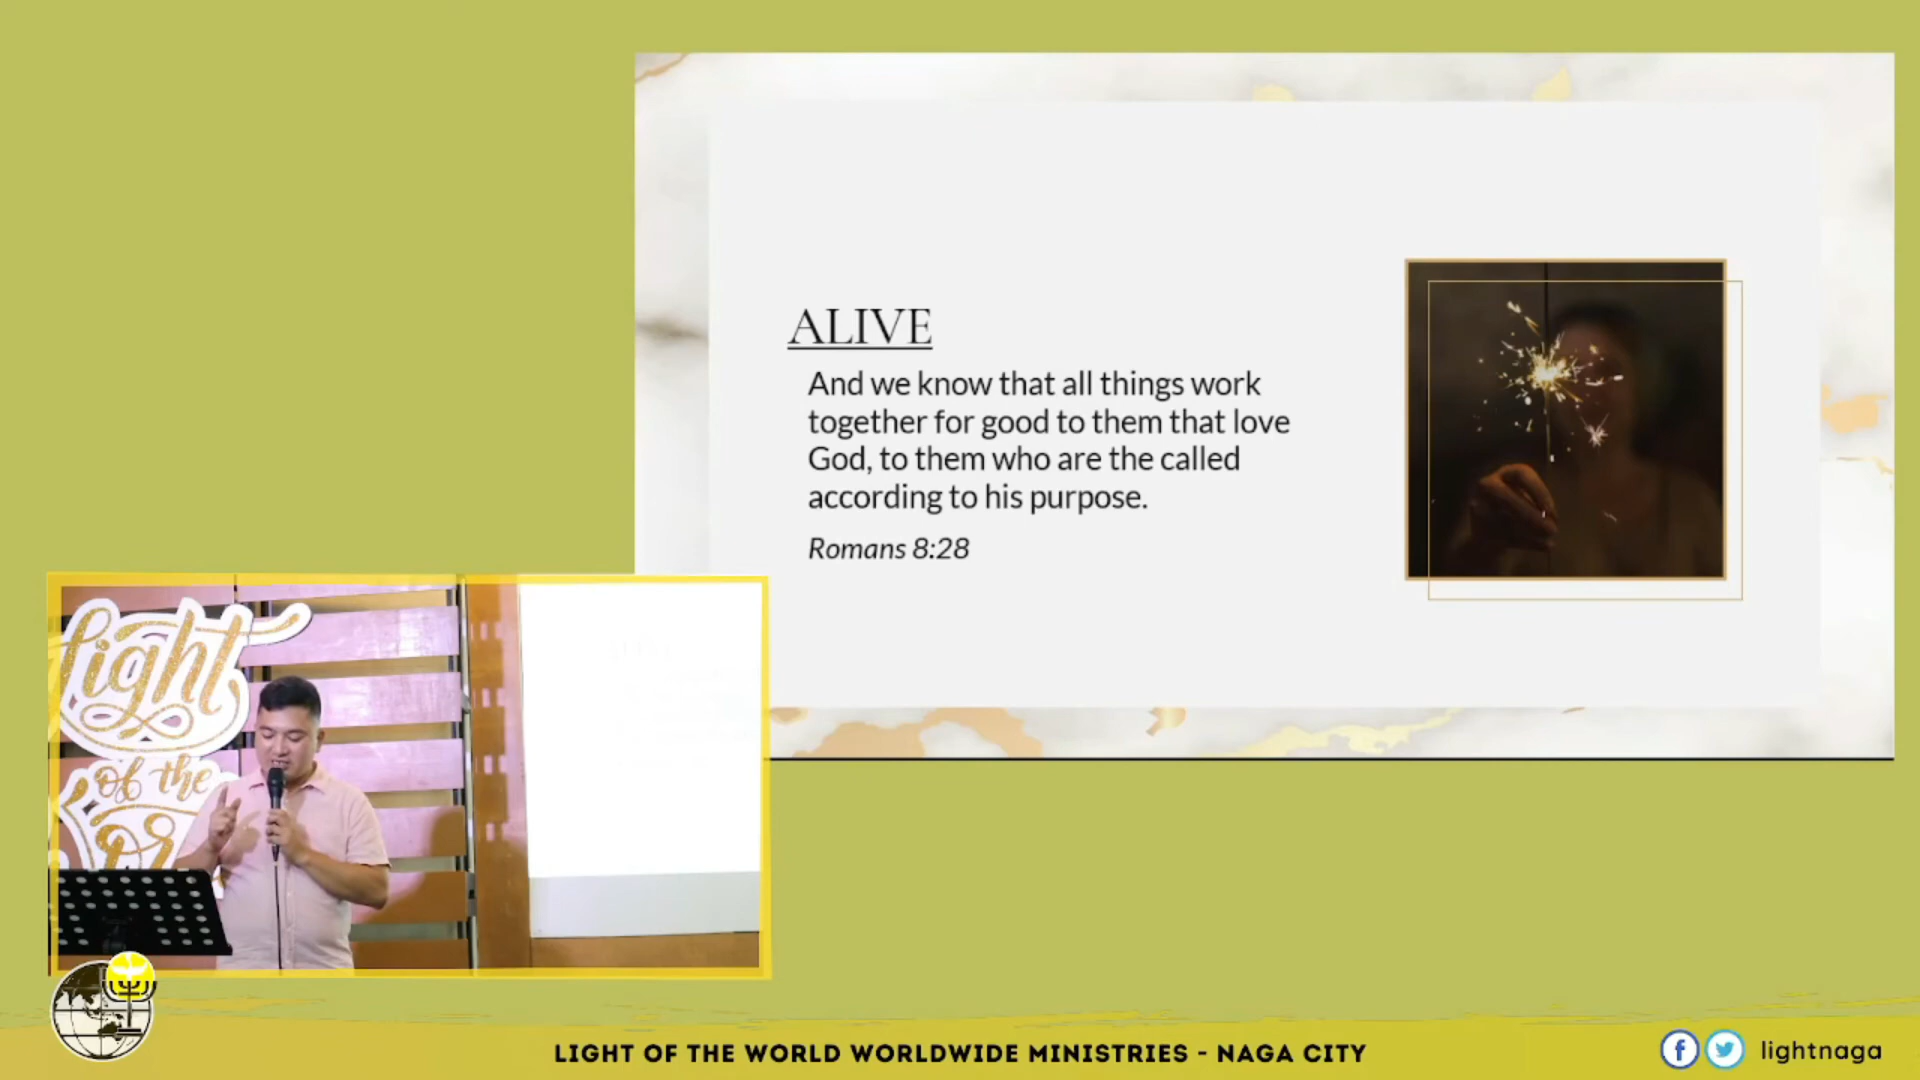 ALIVE
And we know that all things work
together for good to them that love
God, to them who are the called
according to his purpose.
Romans 8:28
light
of the
LIGHT OF THE WORLD WORLDWIDE MINISTRIES - NAGA CITY
lightnaga